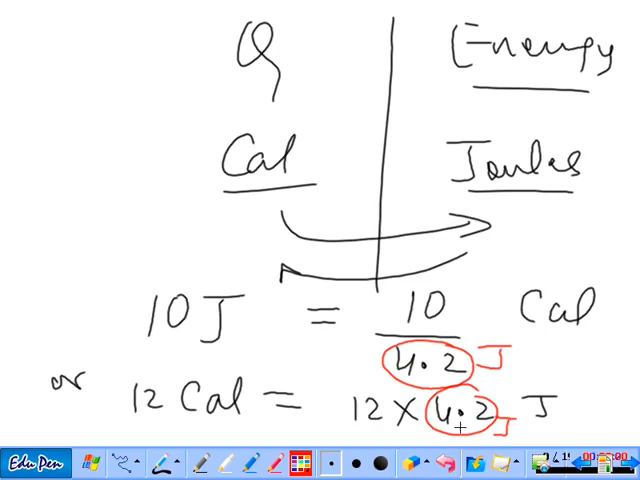 Q Energy
Cal Joules
10 J = 10 / 4.2 J Cal
or 12 Cal = 12 × 4.2 J J
Edu Pen